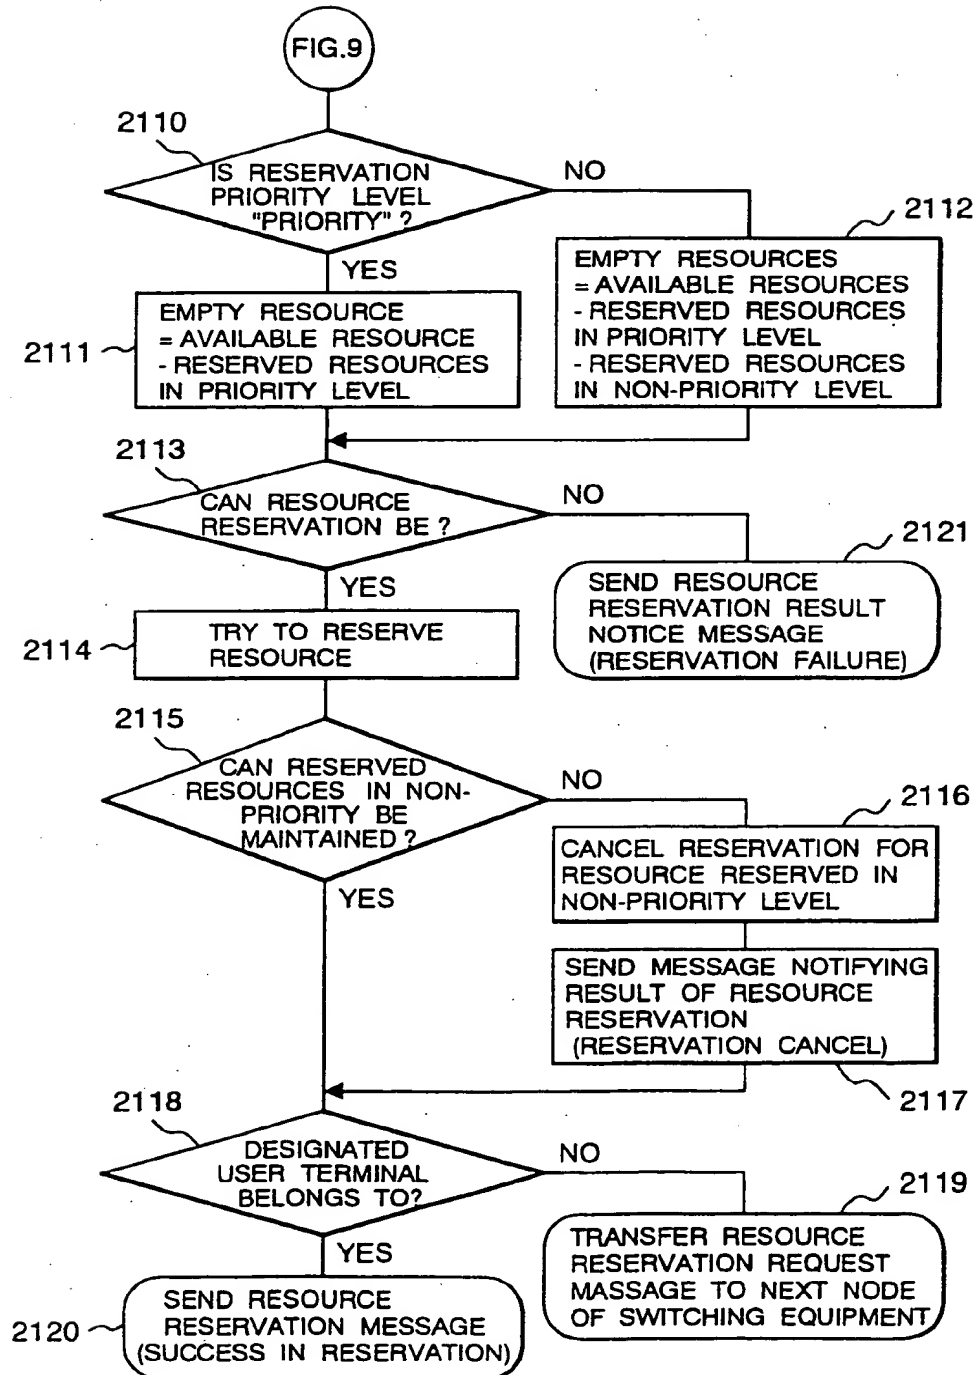 FIG.9
2110
IS RESERVATION
PRIORITY LEVEL
"PRIORITY" ?
NO
YES
2112
EMPTY RESOURCES
= AVAILABLE RESOURCES
- RESERVED RESOURCES
IN PRIORITY LEVEL
- RESERVED RESOURCES
IN NON-PRIORITY LEVEL
2111
EMPTY RESOURCE
= AVAILABLE RESOURCE
- RESERVED RESOURCES
IN PRIORITY LEVEL
2113
CAN RESOURCE
RESERVATION BE ?
NO
YES
2121
SEND RESOURCE
RESERVATION RESULT
NOTICE MESSAGE
(RESERVATION FAILURE)
2114
TRY TO RESERVE
RESOURCE
2115
CAN RESERVED
RESOURCES IN NON-
PRIORITY BE
MAINTAINED ?
NO
YES
2116
CANCEL RESERVATION FOR
RESOURCE RESERVED IN
NON-PRIORITY LEVEL
SEND MESSAGE NOTIFYING
RESULT OF RESOURCE
RESERVATION
(RESERVATION CANCEL)
2117
2118
DESIGNATED
USER TERMINAL
BELONGS TO?
NO
YES
2119
TRANSFER RESOURCE
RESERVATION REQUEST
MASSAGE TO NEXT NODE
OF SWITCHING EQUIPMENT
2120
SEND RESOURCE
RESERVATION MESSAGE
(SUCCESS IN RESERVATION)